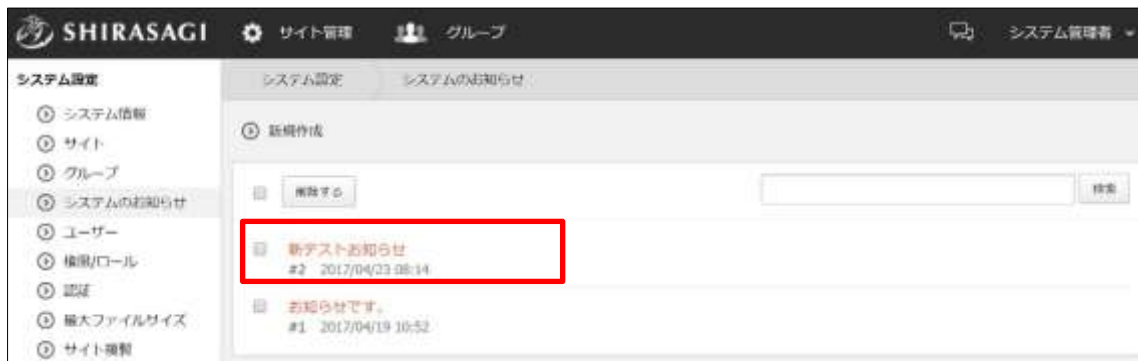 SHIRASAGI サイト管理 グループ システム管理者
システム設定
システム設定 システムのお知らせ
システム情報
サイト
グループ
システムのお知らせ
ユーザー
権限/ロール
認証
最大ファイルサイズ
サイト複製
新規作成
削除する 検索
新テストお知らせ
#2 2017/04/23 08:14
お知らせです。
#1 2017/04/19 10:52